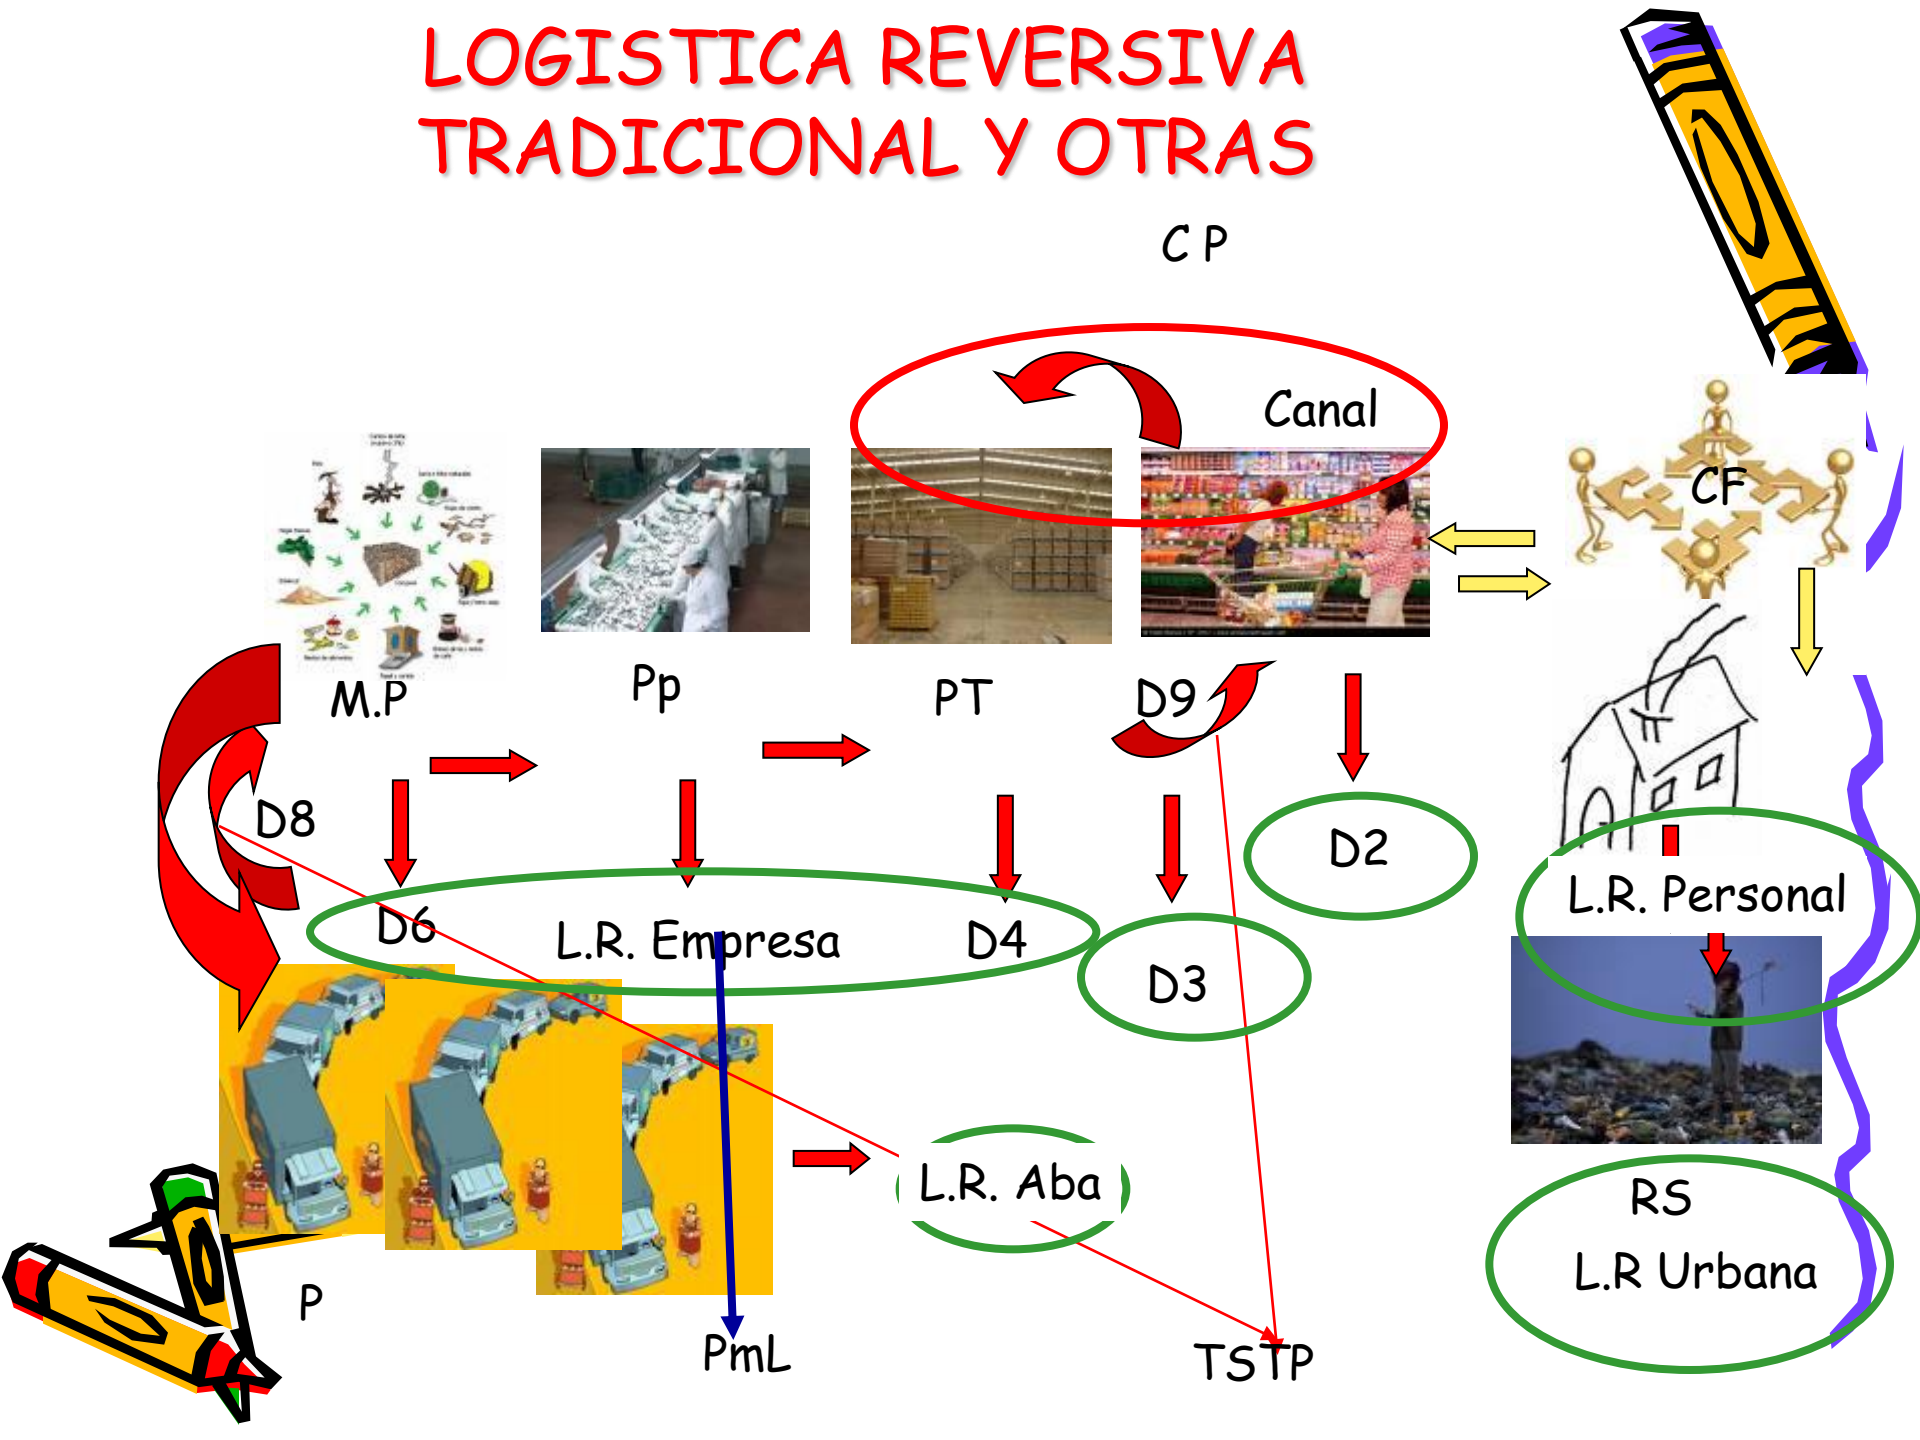 LOGISTICA REVERSIVA
TRADICIONAL Y OTRAS
C P
Canal
CF
M.P
Pp
PT
D9
D8
D2
D6
L.R. Empresa
D4
D3
L.R. Personal
L.R. Aba
RS
L.R Urbana
P
PmL
TSTP